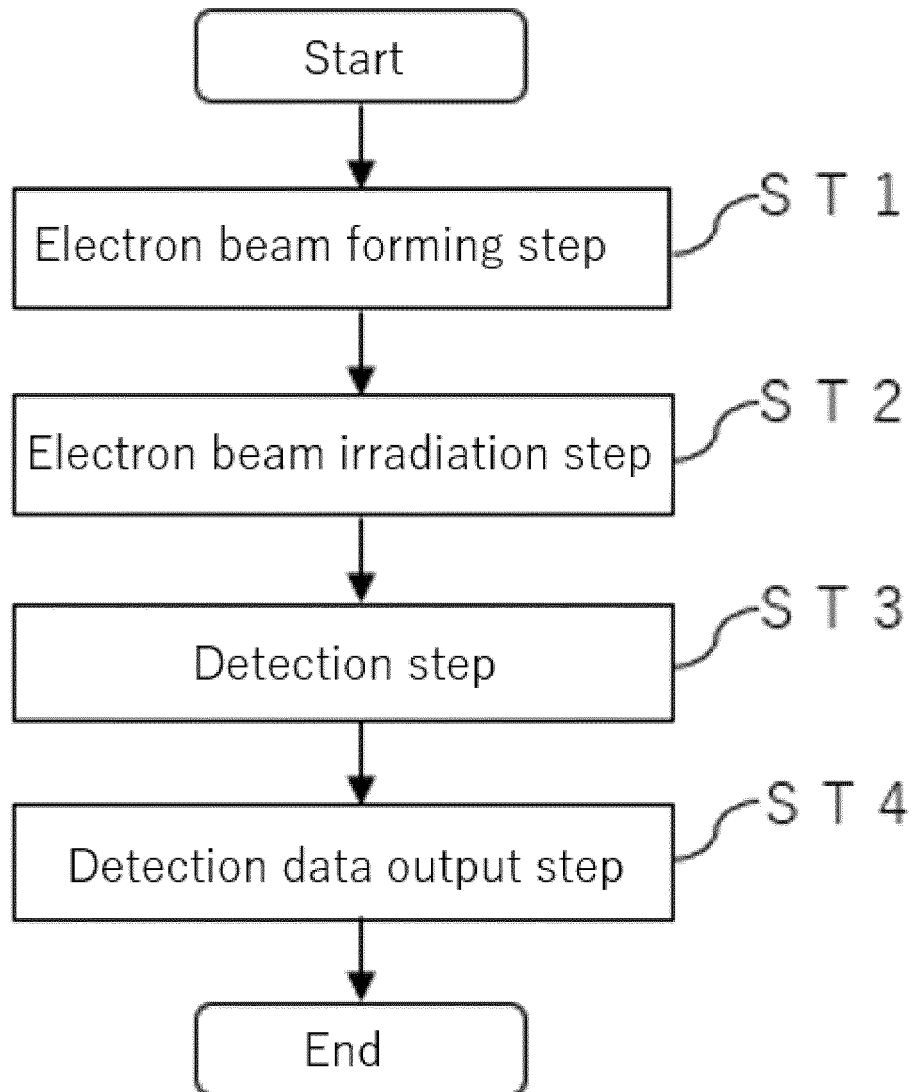 Start
Electron beam forming step
S T 1
Electron beam irradiation step
S T 2
Detection step
S T 3
Detection data output step
S T 4
End